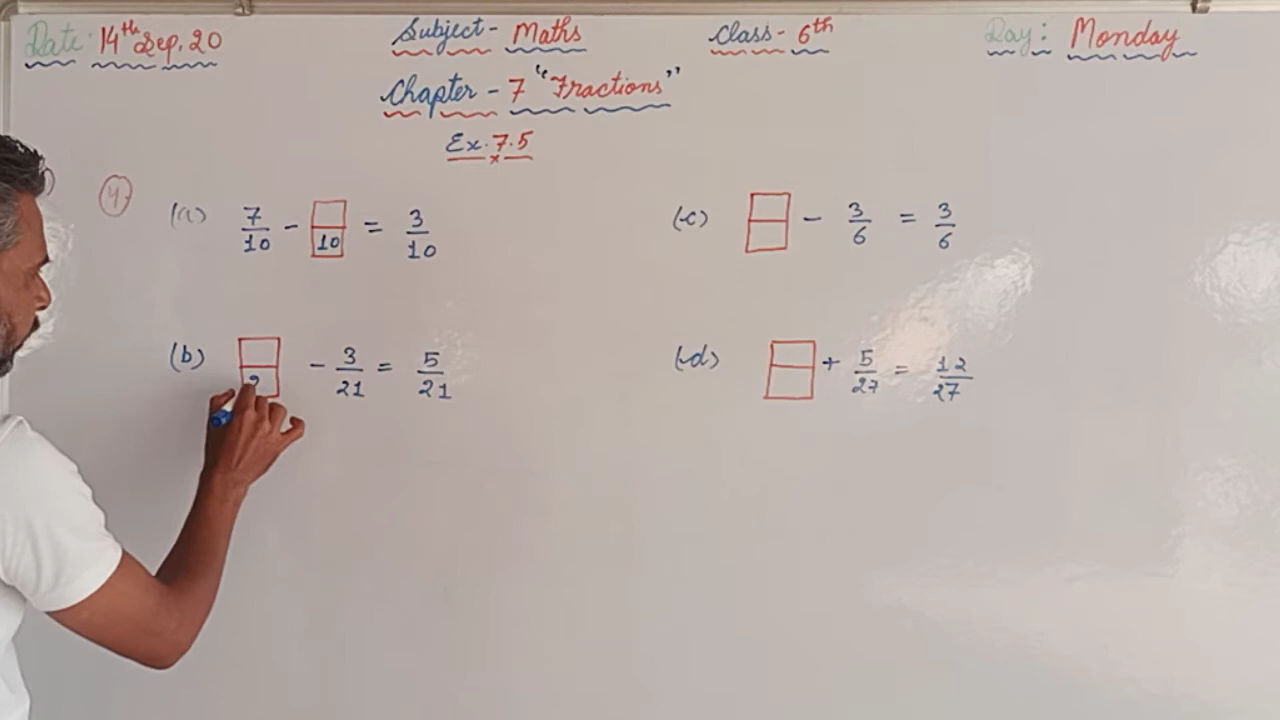 Date: 14th Sep. 20 Subject- Maths Class- 6th Day: Monday
Chapter - 7 "Fractions"
Ex. 7.5
4.
(a) 7/10 - □/10 = 3/10
(c) □/□ - 3/6 = 3/6
(b) □/2 - 3/21 = 5/21
(d) □/□ + 5/27 = 12/27